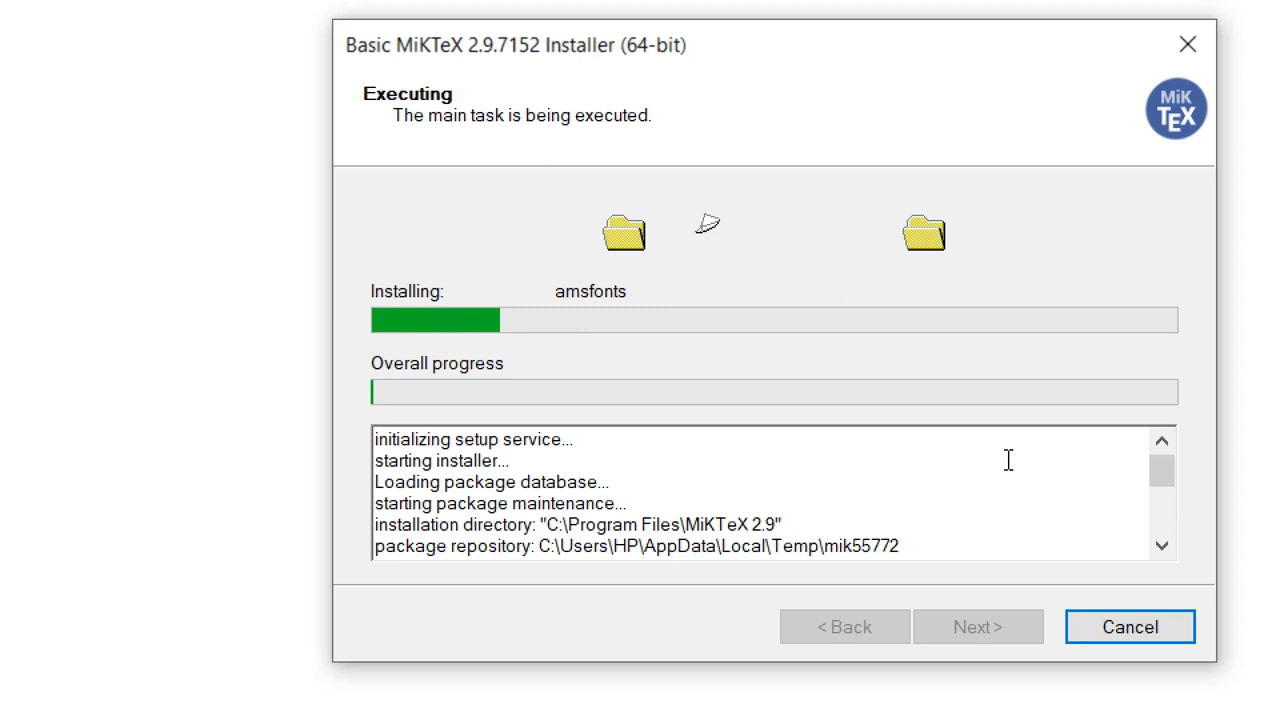 Basic MiKTeX 2.9.7152 Installer (64-bit)
Executing
The main task is being executed.
MiK
TEX
Installing: amsfonts
Overall progress
initializing setup service...
starting installer...
Loading package database...
starting package maintenance...
installation directory: "C:\Program Files\MiKTeX 2.9"
package repository: C:\Users\HP\AppData\Local\Temp\mik55772
< Back Next > Cancel